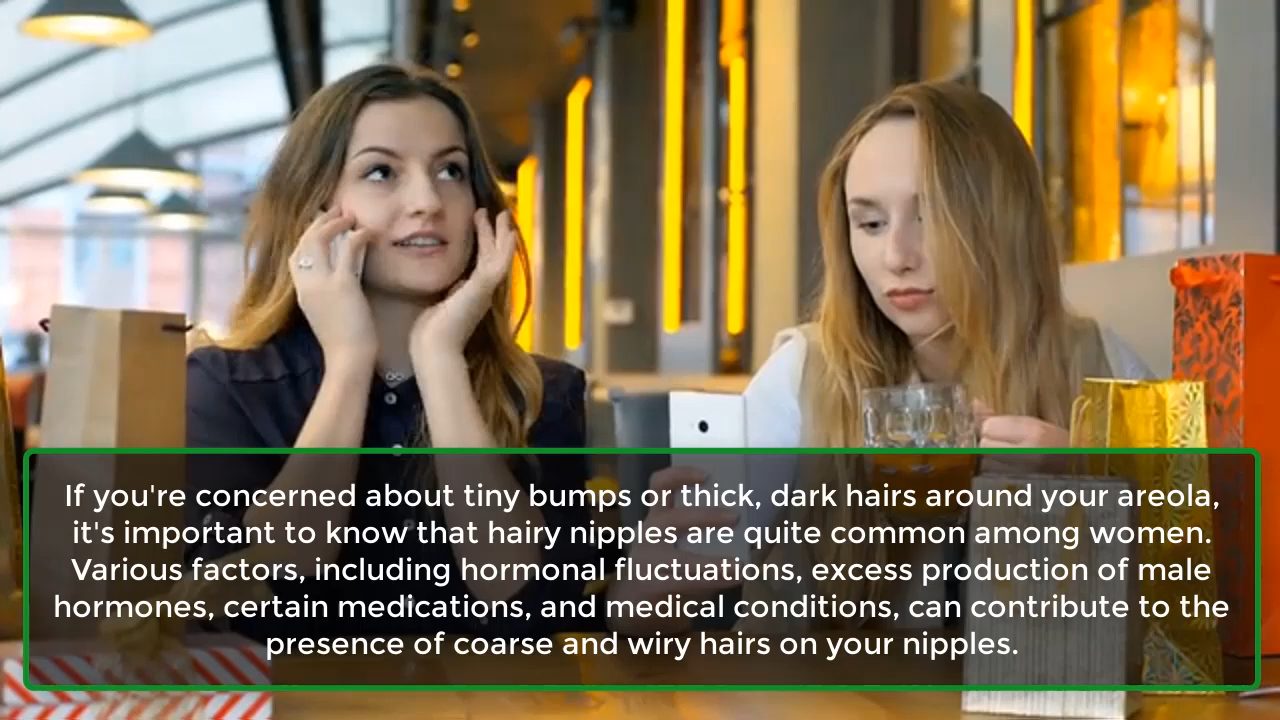 If you're concerned about tiny bumps or thick, dark hairs around your areola,
it's important to know that hairy nipples are quite common among women.
Various factors, including hormonal fluctuations, excess production of male
hormones, certain medications, and medical conditions, can contribute to the
presence of coarse and wiry hairs on your nipples.